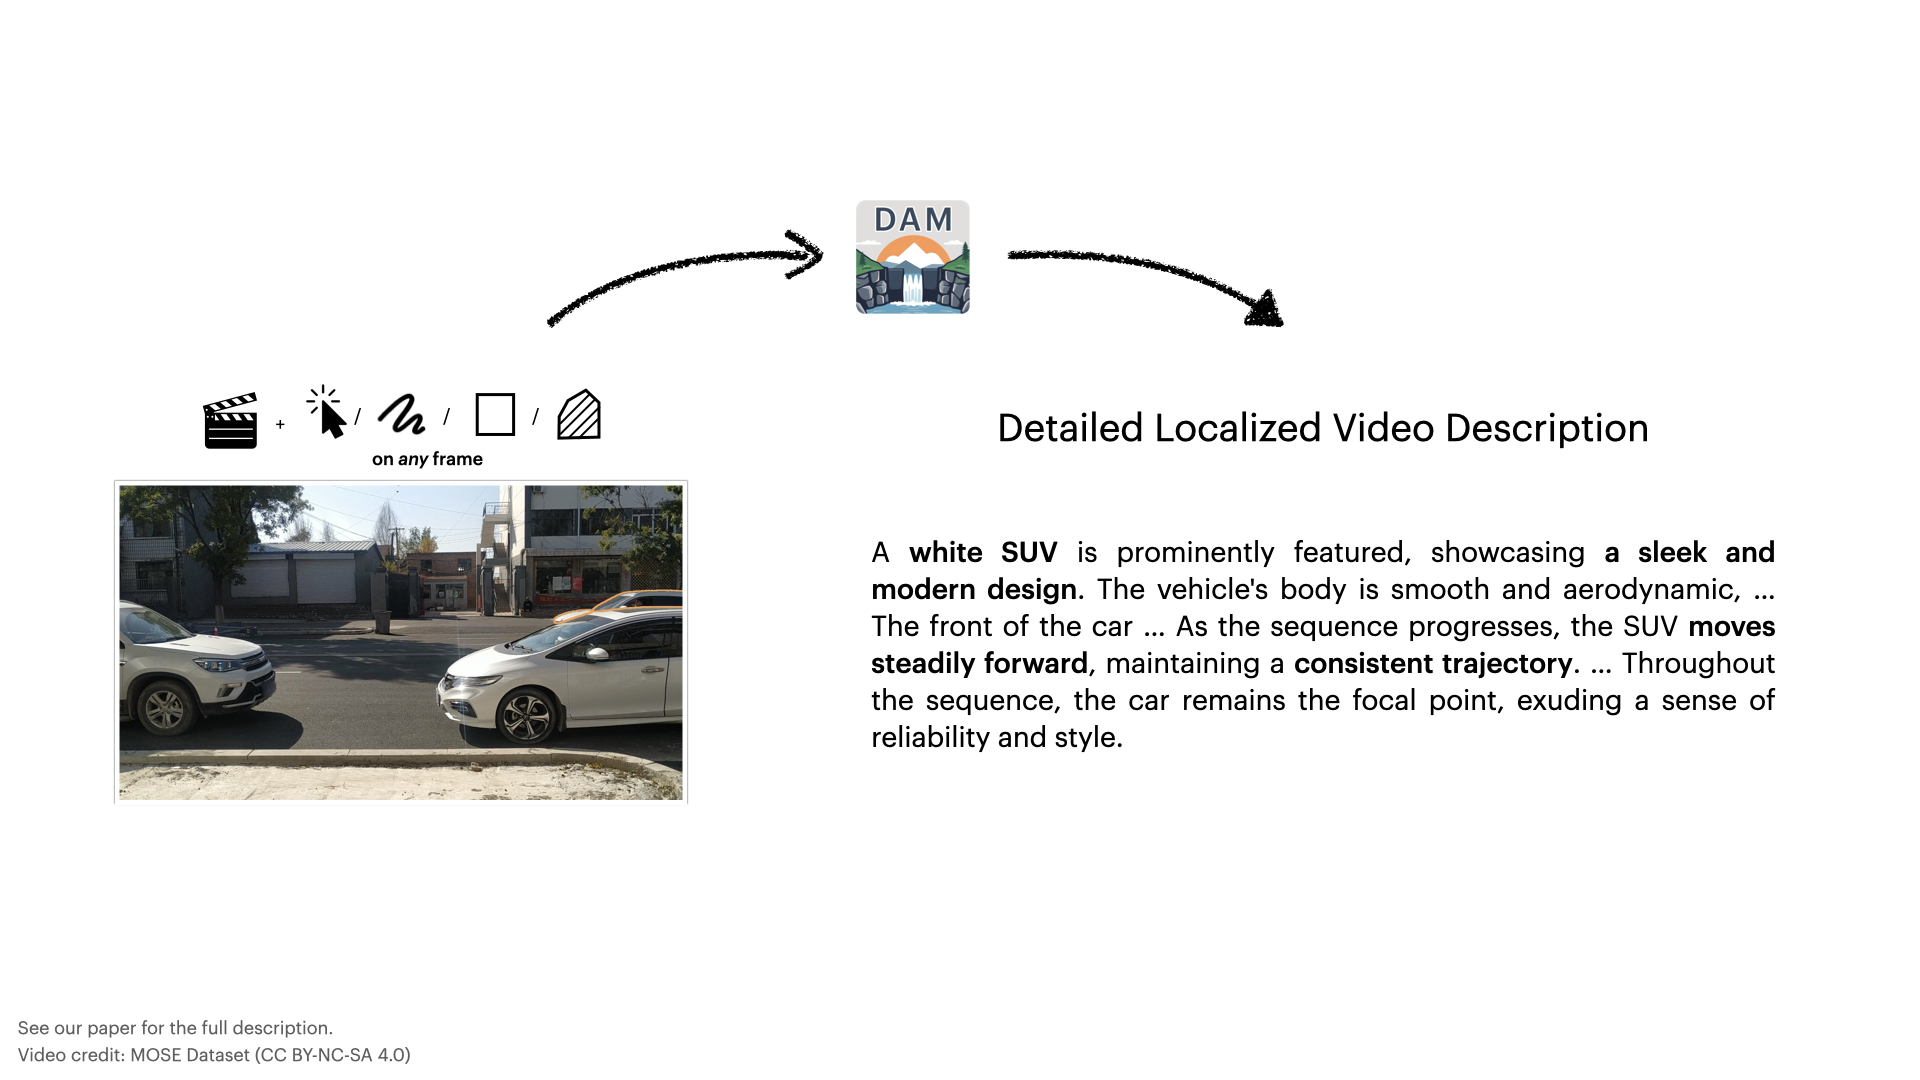 DAM
+ / / /
on any frame
Detailed Localized Video Description
A white SUV is prominently featured, showcasing a sleek and
modern design. The vehicle's body is smooth and aerodynamic, ...
The front of the car ... As the sequence progresses, the SUV moves
steadily forward, maintaining a consistent trajectory. ... Throughout
the sequence, the car remains the focal point, exuding a sense of
reliability and style.
See our paper for the full description.
Video credit: MOSE Dataset (CC BY-NC-SA 4.0)